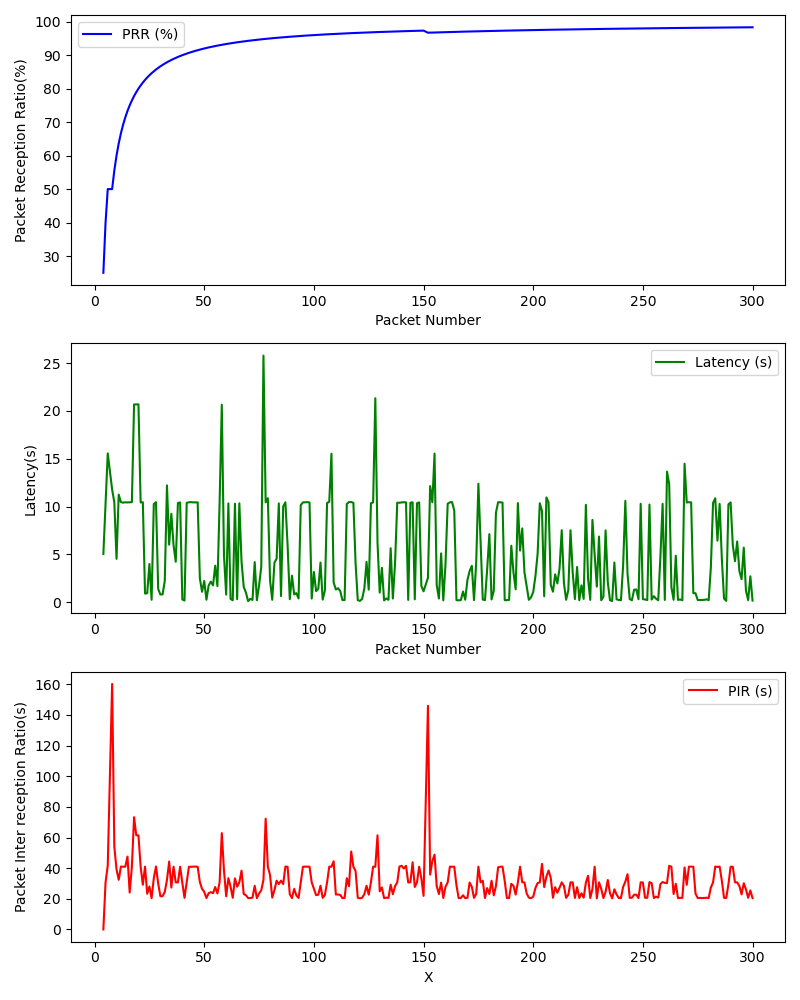 100
90
80
70
60
50
40
30
Packet Reception Ratio(%)
PRR (%)
0 50 100 150 200 250 300
Packet Number
25
20
15
10
5
0
Latency(s)
Latency (s)
0 50 100 150 200 250 300
Packet Number
160
140
120
100
80
60
40
20
0
Packet Inter reception Ratio(s)
PIR (s)
0 50 100 150 200 250 300
X